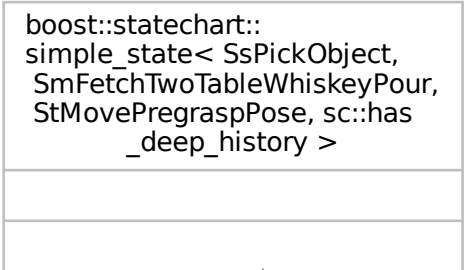 boost::statechart::
simple_state< SsPickObject,
SmFetchTwoTableWhiskeyPour,
StMovePregraspPose, sc::has
_deep_history >